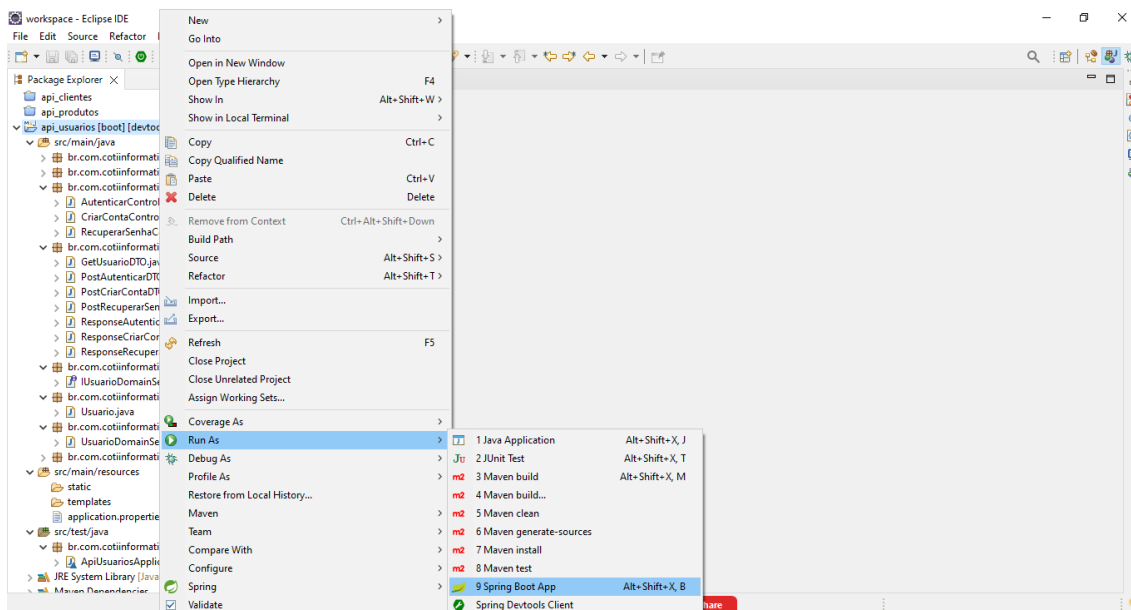 workspace - Eclipse IDE
File Edit Source Refactor
Package Explorer
api_clientes
api_produtos
api_usuarios [boot] [devtoo
src/main/java
br.com.cotiinformati
br.com.cotiinformati
br.com.cotiinformati
AutenticarControl
CriarContaContro
RecuperarSenhaC
br.com.cotiinformati
GetUsuarioDTO.jav
PostAutenticarDT
PostCriarContaDT
PostRecuperarSen
ResponseAutentic
ResponseCriarCor
ResponseRecuper
br.com.cotiinformati
IUsuarioDomainSe
br.com.cotiinformati
Usuario.java
br.com.cotiinformati
UsuarioDomainSe
br.com.cotiinformati
src/main/resources
static
templates
application.propertie
src/test/java
br.com.cotiinformati
ApiUsuariosApplic
JRE System Library [Java
Maven Dependencies
New
Go Into
Open in New Window
Open Type Hierarchy F4
Show In Alt+Shift+W
Show in Local Terminal
Copy Ctrl+C
Copy Qualified Name
Paste Ctrl+V
Delete Delete
Remove from Context Ctrl+Alt+Shift+Down
Build Path
Source Alt+Shift+S
Refactor Alt+Shift+T
Import...
Export...
Refresh F5
Close Project
Close Unrelated Project
Assign Working Sets...
Coverage As
Run As
Debug As
Profile As
Restore from Local History...
Maven
Team
Compare With
Configure
Spring
Validate
1 Java Application Alt+Shift+X, J
2 JUnit Test Alt+Shift+X, T
3 Maven build Alt+Shift+X, M
4 Maven build...
5 Maven clean
6 Maven generate-sources
7 Maven install
8 Maven test
9 Spring Boot App Alt+Shift+X, B
Spring Devtools Client
hare